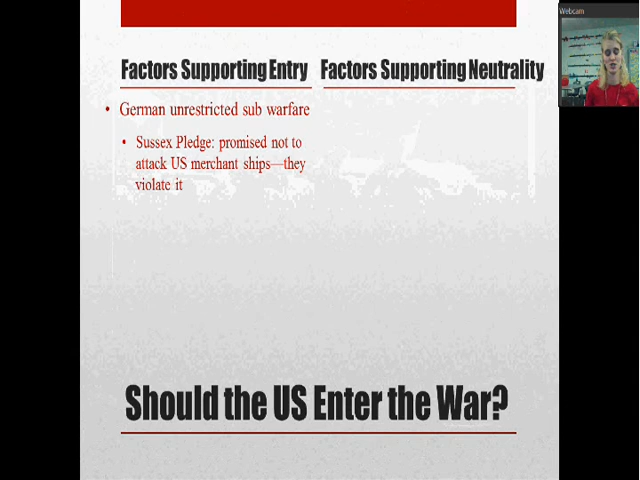 Webcam
Factors Supporting Entry
Factors Supporting Neutrality
• German unrestricted sub warfare
• Sussex Pledge: promised not to
attack US merchant ships—they
violate it
Should the US Enter the War?